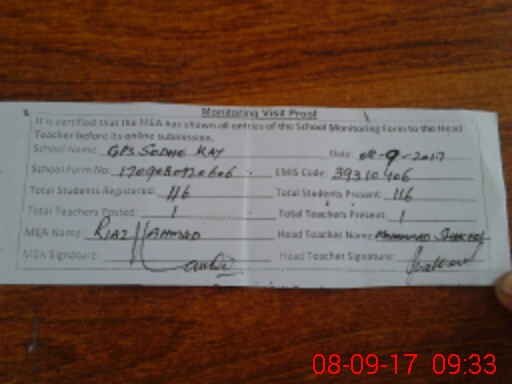 Monitoring Visit Proof
It is certified that the MEA has shown all entries of the School Monitoring Form to the Head
Teacher before its online submission.
School Name: GPS SODHE KAY Date: 08-9-2017
School Form No: EMIS Code: 39310406
Total Students Registered: 116 Total Students Present: 116
Total Teachers Posted: 1 Total Teachers Present: 1
MEA Name: RIAZ AHMAD Head Teacher Name: MUHAMMAD
MEA Signature: Head Teacher Signature:
08-09-17 09:33